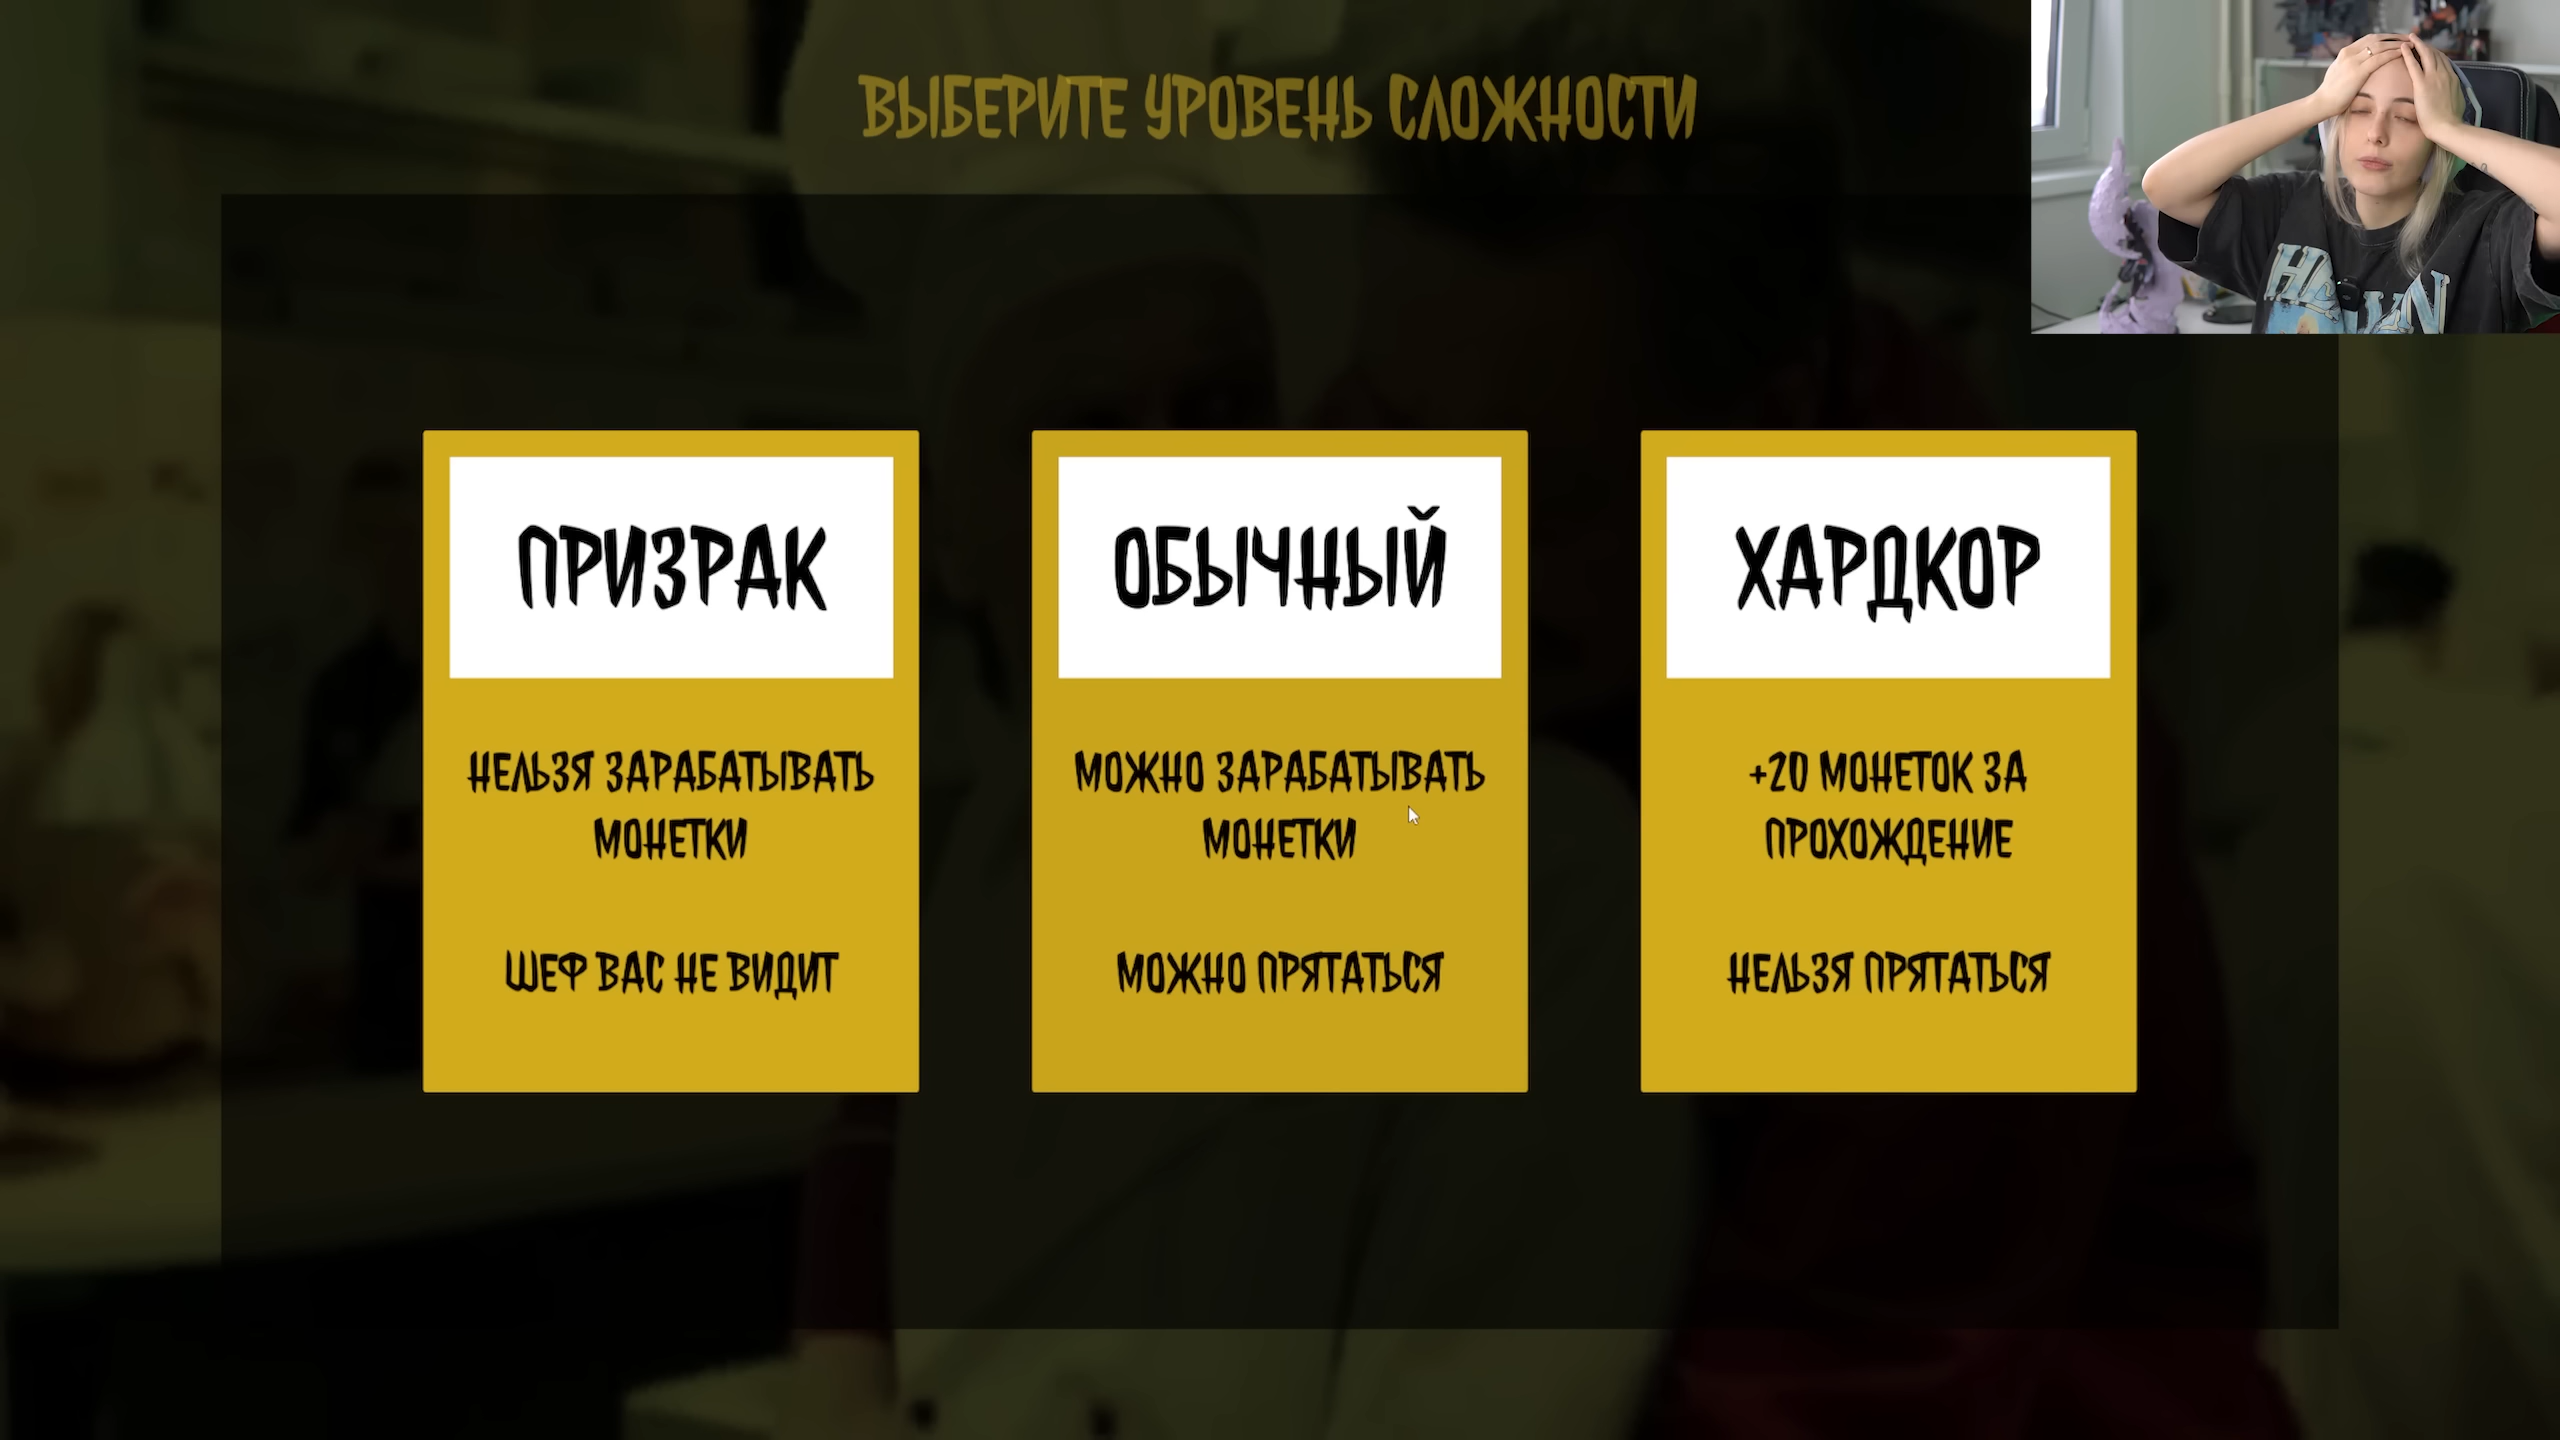 ВЫБЕРИТЕ УРОВЕНЬ СЛОЖНОСТИ
ПРИЗРАК
НЕЛЬЗЯ ЗАРАБАТЫВАТЬ
МОНЕТКИ
ШЕФ ВАС НЕ ВИДИТ
ОБЫЧНЫЙ
МОЖНО ЗАРАБАТЫВАТЬ
МОНЕТКИ
МОЖНО ПРЯТАТЬСЯ
ХАРДКОР
+20 МОНЕТОК ЗА
ПРОХОЖДЕНИЕ
НЕЛЬЗЯ ПРЯТАТЬСЯ